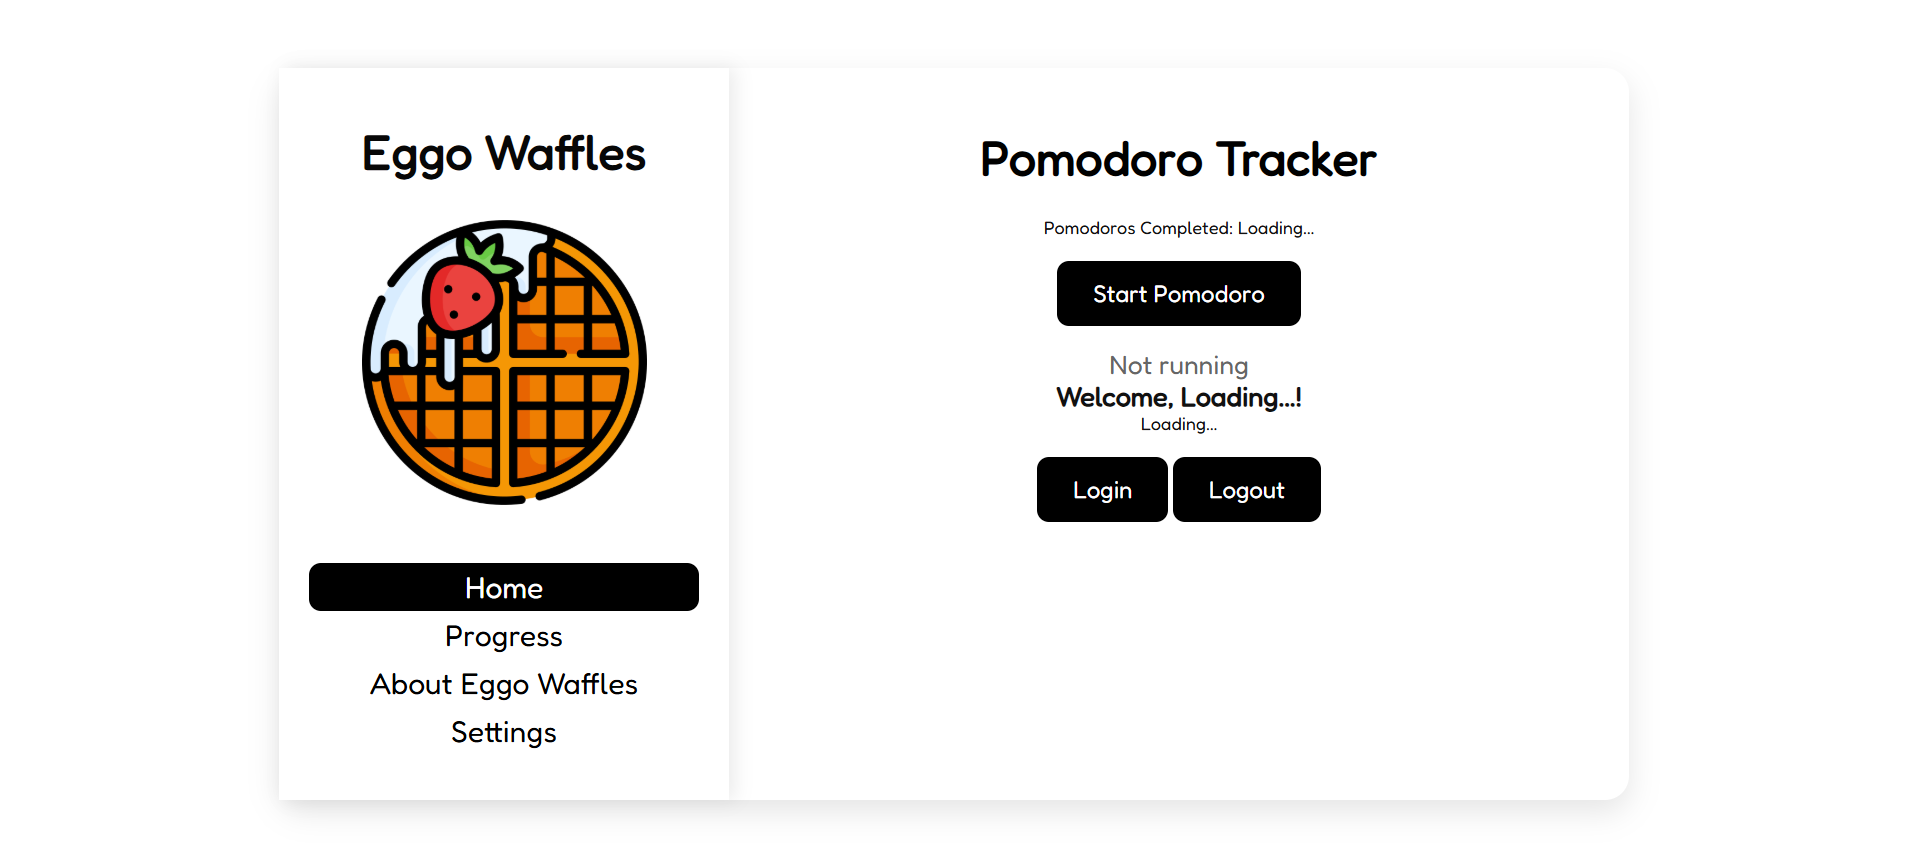 Eggo Waffles
Home
Progress
About Eggo Waffles
Settings
Pomodoro Tracker
Pomodoros Completed: Loading...
Start Pomodoro
Not running
Welcome, Loading...!
Loading...
Login Logout